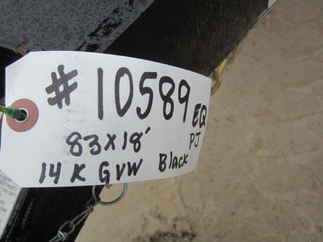 # 10589 EQ
83x18' PJ
14 K GVW Black